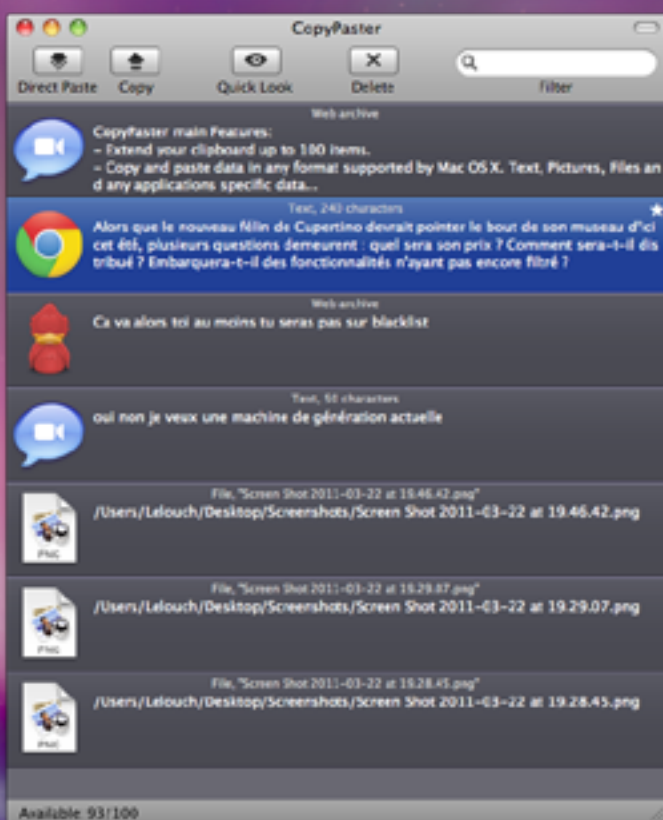 CopyPaster
Direct Paste
Copy
Quick Look
Delete
Filter
Web archive
CopyPaster main Features:
- Extend your clipboard up to 100 items.
- Copy and paste data in any format supported by Mac OS X. Text, Pictures, Files an
d any applications specific data...
Text, 240 characters
Alors que le nouveau félin de Cupertino devrait pointer le bout de son museau d'ici
cet été, plusieurs questions demeurent : quel sera son prix ? Comment sera-t-il dis
tribué ? Embarquera-t-il des fonctionnalités n'ayant pas encore filtré ?
Web archive
Ca va alors toi au moins tu seras pas sur blacklist
Text, 50 characters
oui non je veux une machine de génération actuelle
File, "Screen Shot 2011-03-22 at 19.46.42.png"
/Users/Lelouch/Desktop/Screenshots/Screen Shot 2011-03-22 at 19.46.42.png
PNG
File, "Screen Shot 2011-03-22 at 19.29.07.png"
/Users/Lelouch/Desktop/Screenshots/Screen Shot 2011-03-22 at 19.29.07.png
PNG
File, "Screen Shot 2011-03-22 at 19.28.45.png"
/Users/Lelouch/Desktop/Screenshots/Screen Shot 2011-03-22 at 19.28.45.png
PNG
Available: 93/100